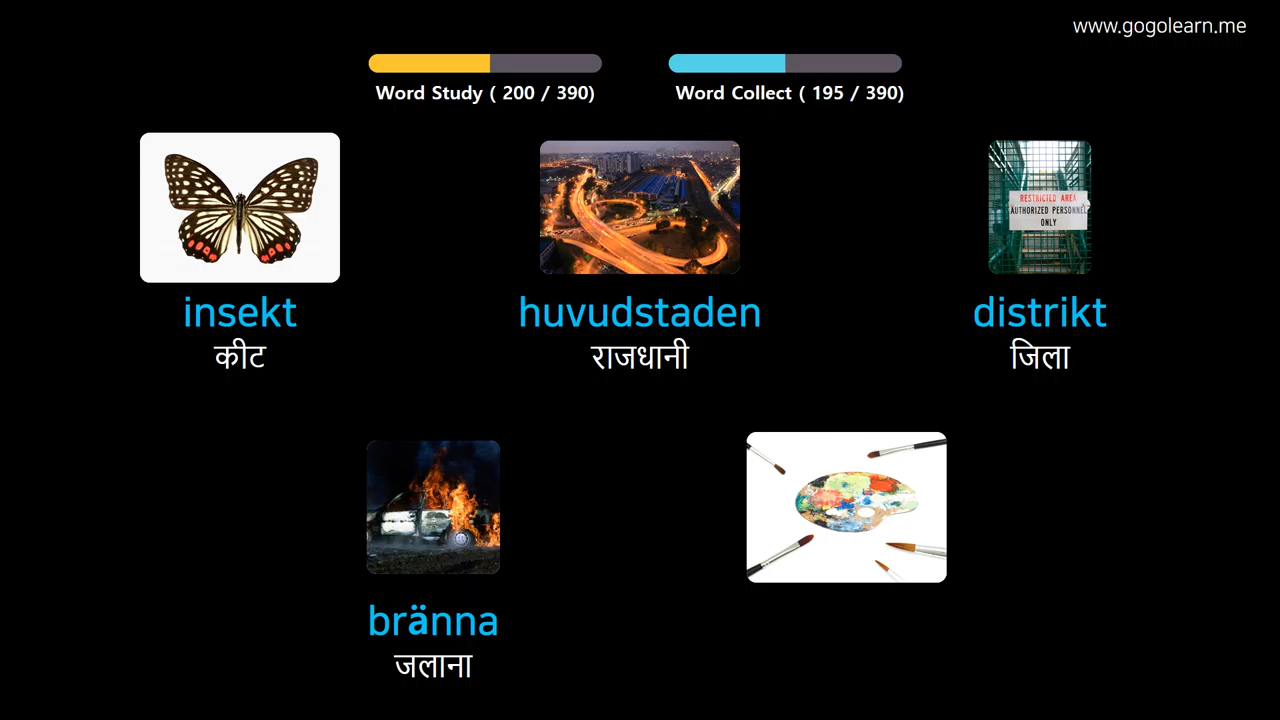 www.gogolearn.me
Word Study ( 200 / 390)
Word Collect ( 195 / 390)
RESTRICTED AREA
AUTHORIZED PERSONNEL
ONLY
insekt
कीट
huvudstaden
राजधानी
distrikt
जिला
bränna
जलाना